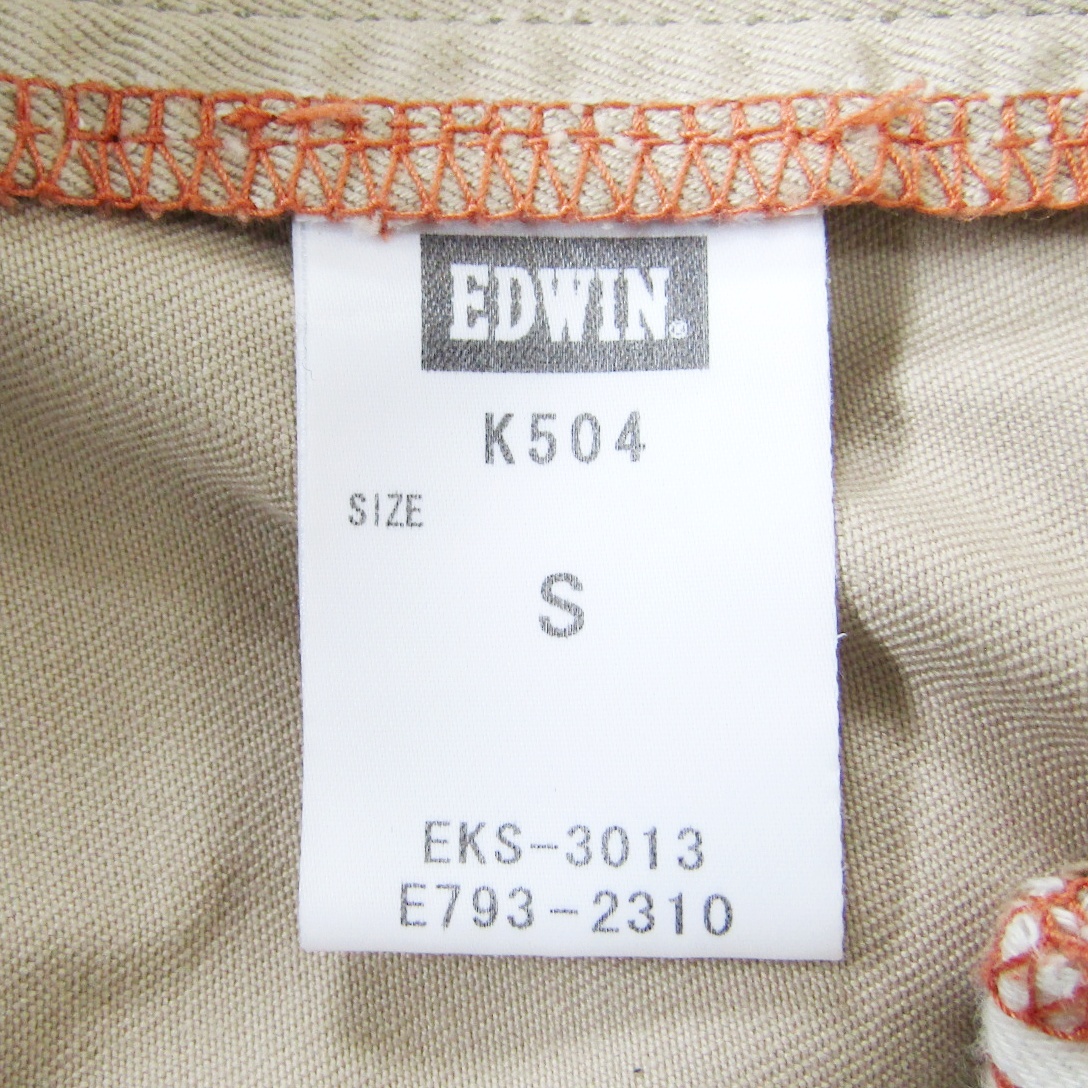 EDWIN®
K504
SIZE
S
EKS-3013
E793-2310